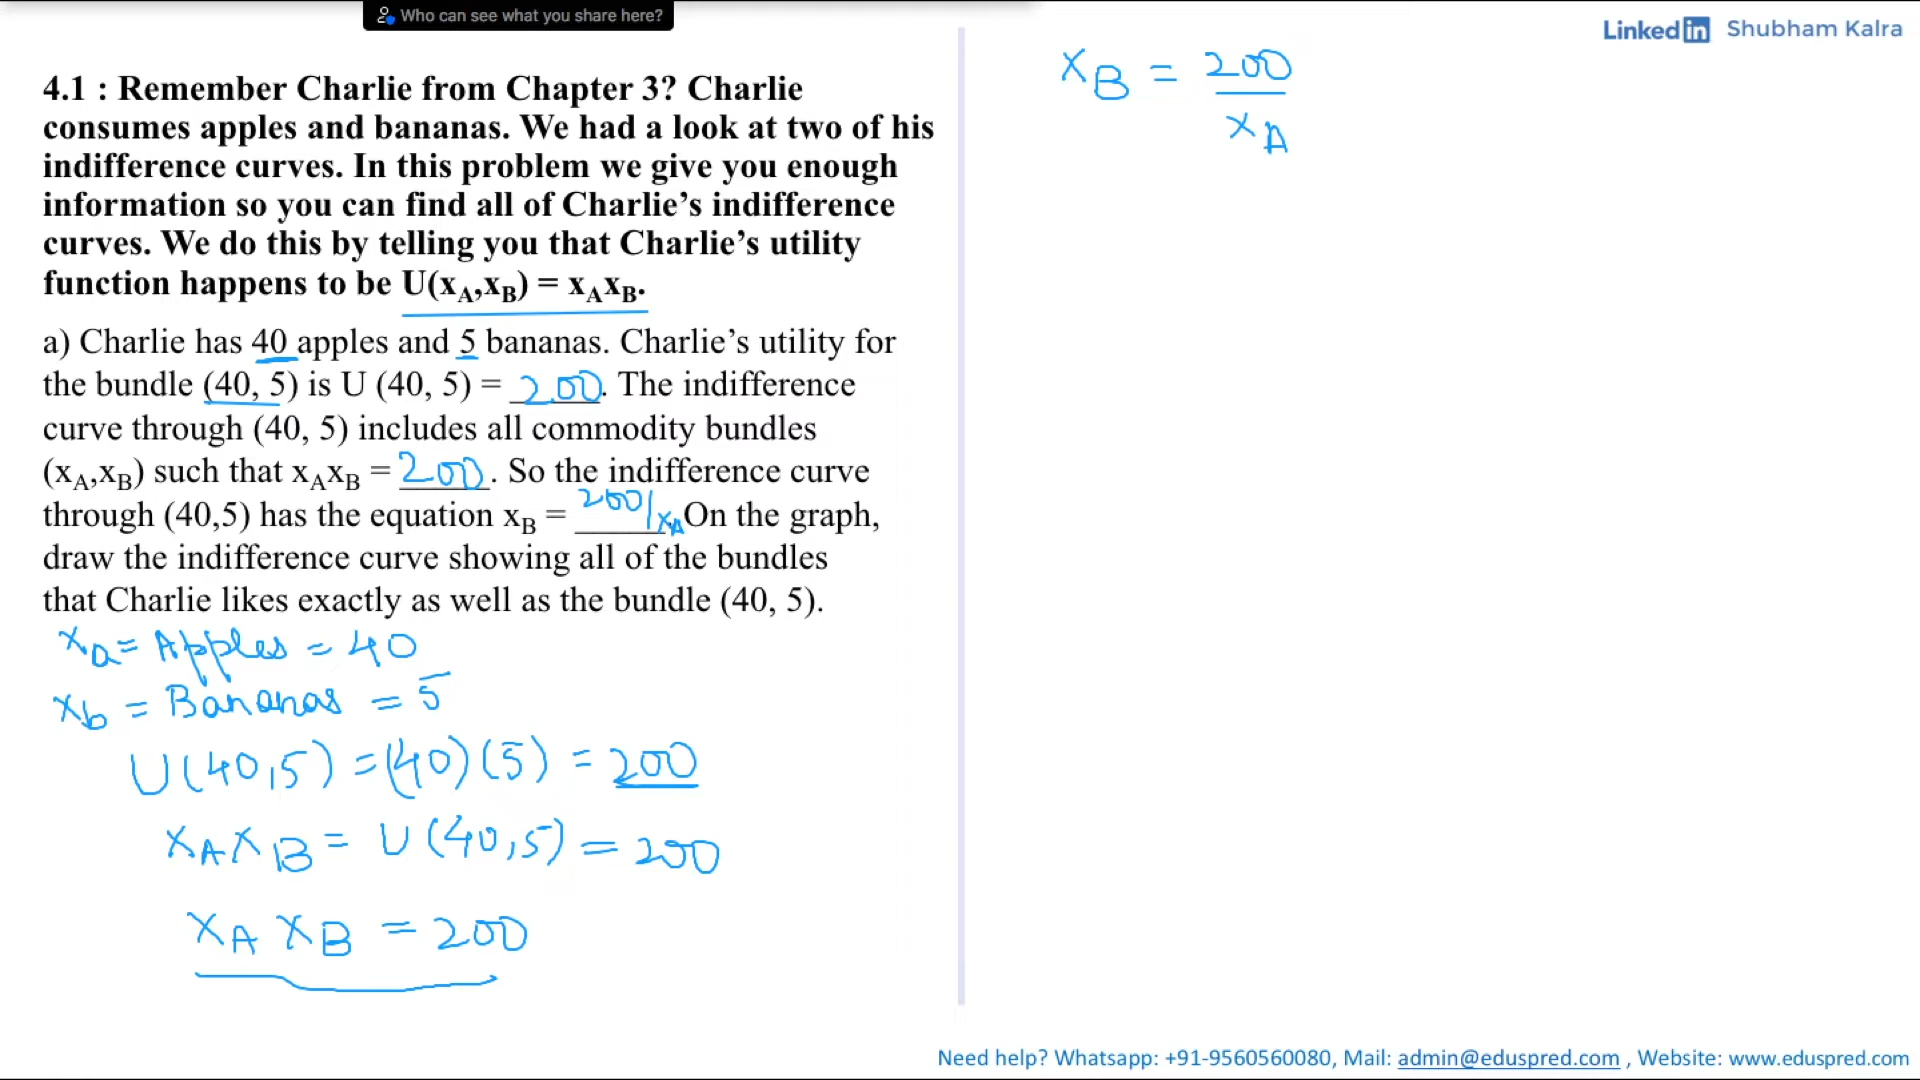 Who can see what you share here?
Linked in Shubham Kalra
4.1 : Remember Charlie from Chapter 3? Charlie
consumes apples and bananas. We had a look at two of his
indifference curves. In this problem we give you enough
information so you can find all of Charlie’s indifference
curves. We do this by telling you that Charlie’s utility
function happens to be U(xA,xB) = xAxB.
a) Charlie has 40 apples and 5 bananas. Charlie’s utility for
the bundle (40, 5) is U (40, 5) = 200. The indifference
curve through (40, 5) includes all commodity bundles
(xA,xB) such that xAxB = 200. So the indifference curve
through (40,5) has the equation xB = 200/xA On the graph,
draw the indifference curve showing all of the bundles
that Charlie likes exactly as well as the bundle (40, 5).
xa = Apples = 40
xb = Bananas = 5
U(40,5) = (40)(5) = 200
xAxB = U(40,5) = 200
xA xB = 200
xB = 200
xA
Need help? Whatsapp: +91-9560560080, Mail: admin@eduspred.com , Website: www.eduspred.com